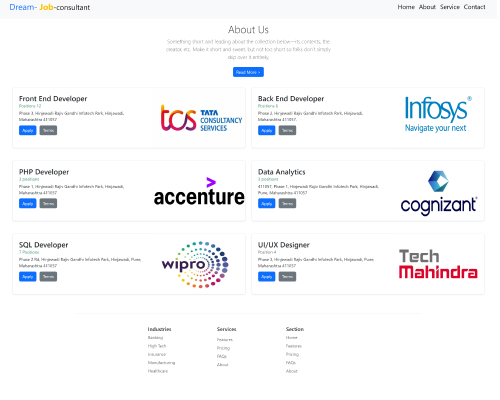 Dream- Job-consultant
Home About Service Contact
About Us
Something short and leading about the collection below—its contents, the
creator, etc. Make it short and sweet, but not too short so folks don't simply
skip over it entirely.
Read More >
Front End Developer
Positions 12
Phase 3, Hinjewadi Rajiv Gandhi Infotech Park, Hinjawadi,
Maharashtra 411057
Apply Terms
tcs TATA
CONSULTANCY
SERVICES
Back End Developer
Positions 6
Phase 3, Hinjewadi Rajiv Gandhi Infotech Park, Hinjawadi,
Maharashtra 411057
Apply Terms
Infosys®
Navigate your next
PHP Developer
3 positions
Phase 1, Hinjewadi Rajiv Gandhi Infotech Park, Hinjawadi,
Maharashtra 411057
Apply Terms
accenture
Data Analytics
3 positions
411057, Phase 1, Hinjewadi Rajiv Gandhi Infotech Park, Hinjawadi,
Pune, Maharashtra 411057
Apply Terms
cognizant
SQL Developer
7 Positions
Phase 2 Rd, Hinjewadi Rajiv Gandhi Infotech Park, Hinjawadi, Pune,
Maharashtra 411057
Apply Terms
wipro
UI/UX Designer
Position 4
Phase 3, Hinjewadi Rajiv Gandhi Infotech Park, Hinjawadi, Pune,
Maharashtra 411057
Apply Terms
Tech
Mahindra
Industries
Banking
High Tech
Insurance
Manufacturing
Healthcare
Services
Features
Pricing
FAQs
About
Section
Home
Features
Pricing
FAQs
About